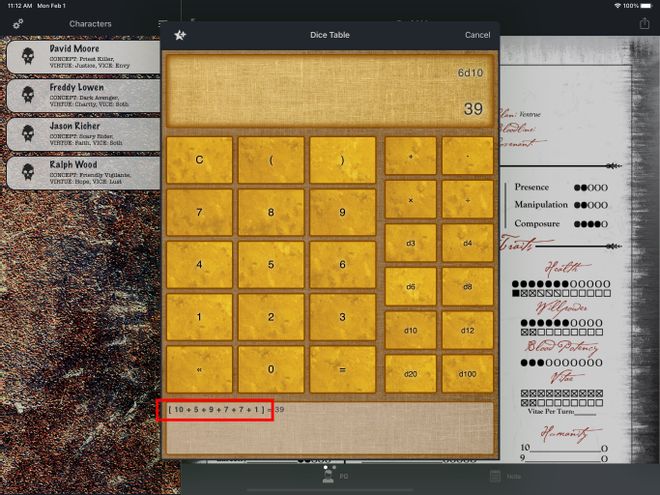 11:12 AM Mon Feb 1
100%
Characters
David Moore
CONCEPT: Priest Killer,
VIRTUE: Justice, VICE: Envy
Freddy Lowen
CONCEPT: Dark Avenger,
VIRTUE: Charity, VICE: Soth
Jason Richer
CONCEPT: Scary Rider,
VIRTUE: Faith, VICE: Soth
Ralph Wood
CONCEPT: Friendly Vigilante,
VIRTUE: Hope, VICE: Lust
Dice Table
Cancel
6d10
39
C ( ) + -
7 8 9 × ÷
d3 d4
4 5 6 d6 d8
1 2 3 d10 d12
« 0 = d20 d100
[ 10 + 5 + 9 + 7 + 7 + 1 ] = 39
Clan: Ventrue
Bloodline:
Covenant:
Presence
Manipulation
Composure
Traits
Health
Willpower
Blood Potency
Vitae
Vitae Per Turn:
Humanity
10
9
PG
Note